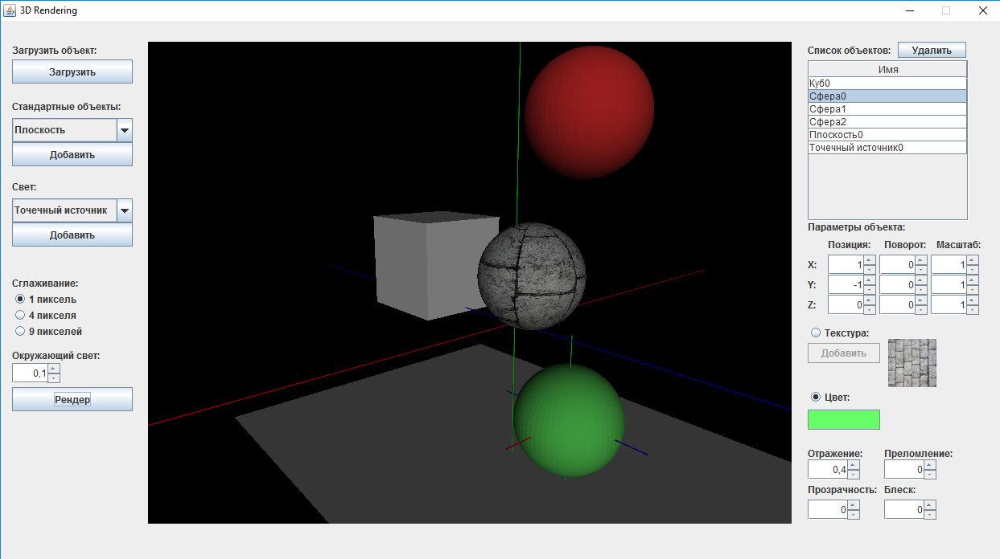 3D Rendering
Загрузить объект:
Загрузить
Стандартные объекты:
Плоскость
Добавить
Свет:
Точечный источник
Добавить
Сглаживание:
1 пиксель
4 пикселя
9 пикселей
Окружающий свет:
0,1
Рендер
Список объектов: Удалить
Имя
Куб0
Сфера0
Сфера1
Сфера2
Плоскость0
Точечный источник0
Параметры объекта:
Позиция: Поворот: Масштаб:
X: 1 0 1
Y: -1 0 1
Z: 0 0 1
Текстура:
Добавить
Цвет:
Отражение: Преломление:
0,4 0
Прозрачность: Блеск:
0 0